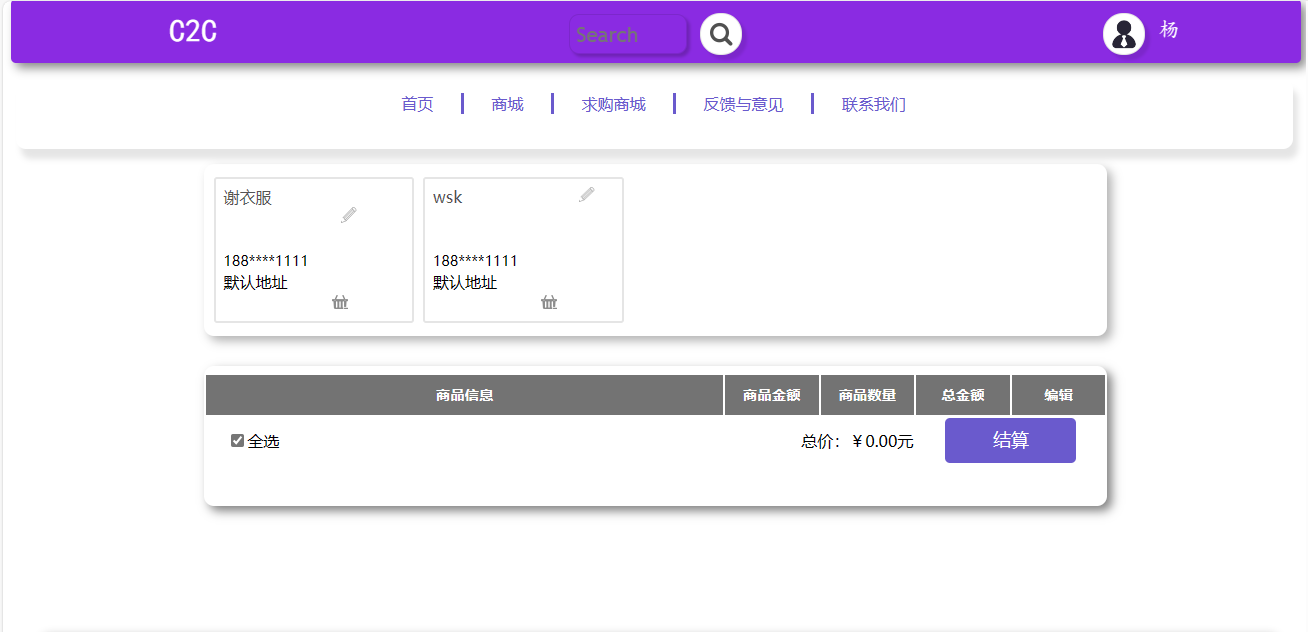 C2C Search 杨
首页 商城 求购商城 反馈与意见 联系我们
谢衣服
188****1111
默认地址
wsk
188****1111
默认地址
商品信息 商品金额 商品数量 总金额 编辑
全选 总价：￥0.00元 结算